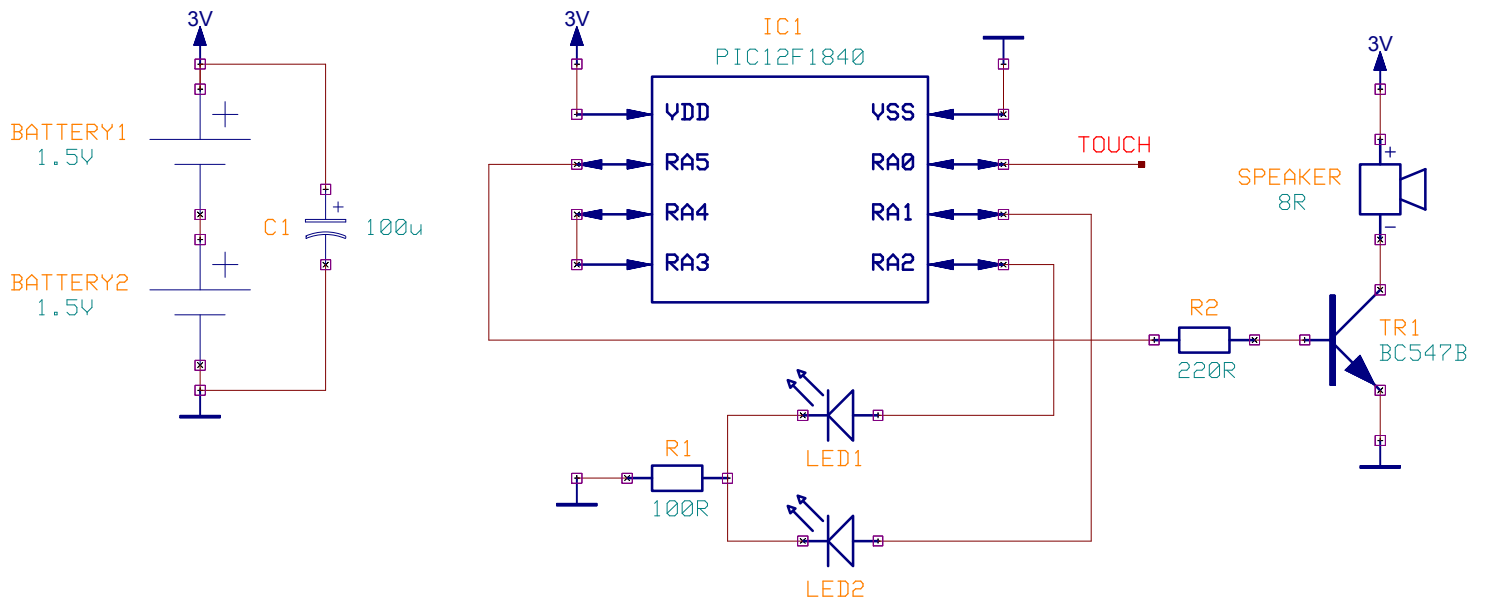 3V
BATTERY1
1.5V
BATTERY2
1.5V
C1 100u
3V
IC1
PIC12F1840
VDD VSS
RA5 RA0
RA4 RA1
RA3 RA2
TOUCH
3V
SPEAKER
8R
R2
220R
TR1
BC547B
LED1
R1
100R
LED2